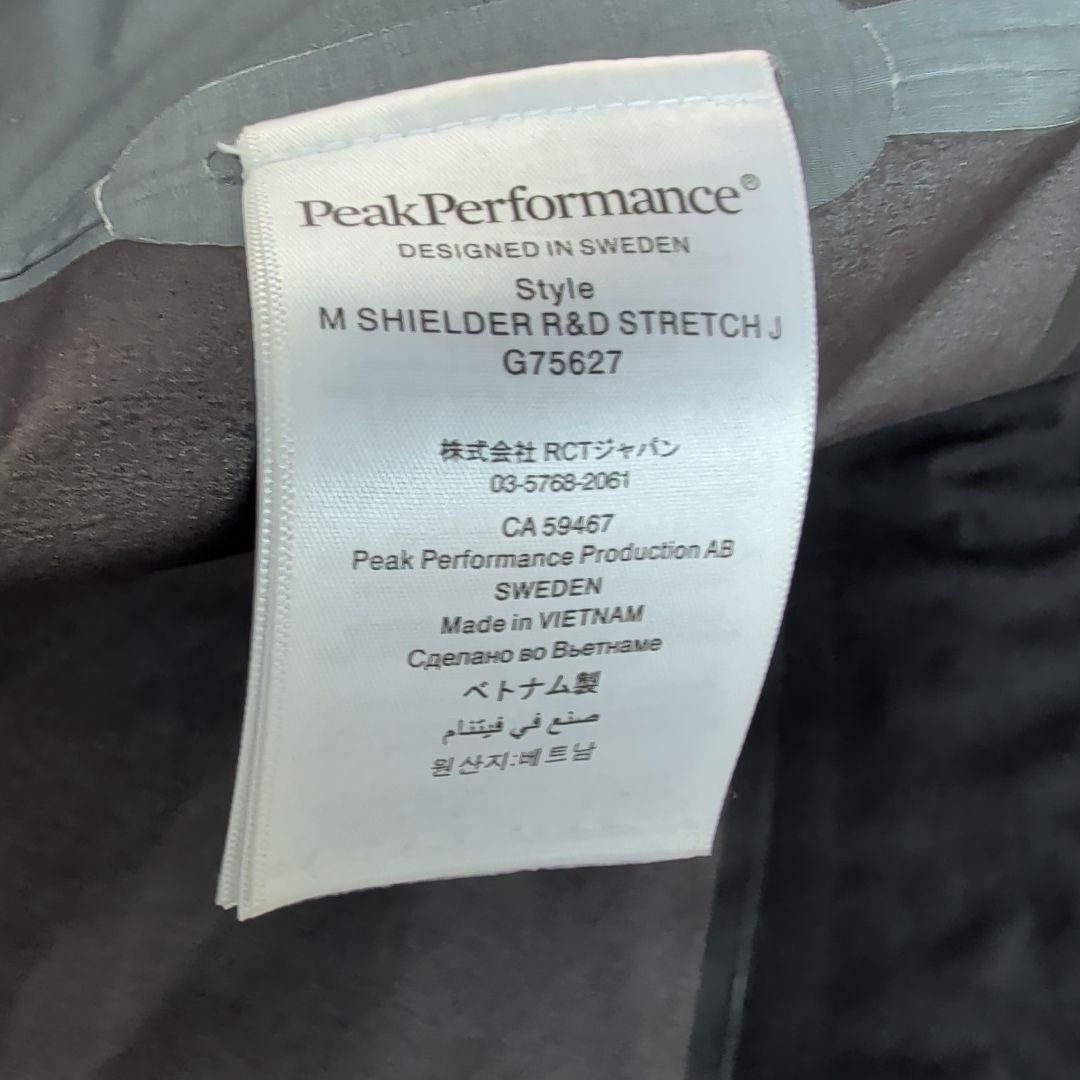 PeakPerformance®
DESIGNED IN SWEDEN
Style
M SHIELDER R&D STRETCH J
G75627
株式会社 RCTジャパン
03-5768-2061
CA 59467
Peak Performance Production AB
SWEDEN
Made in VIETNAM
Сделано во Вьетнаме
ベトナム製
صنع في فيتنام
원산지:베트남